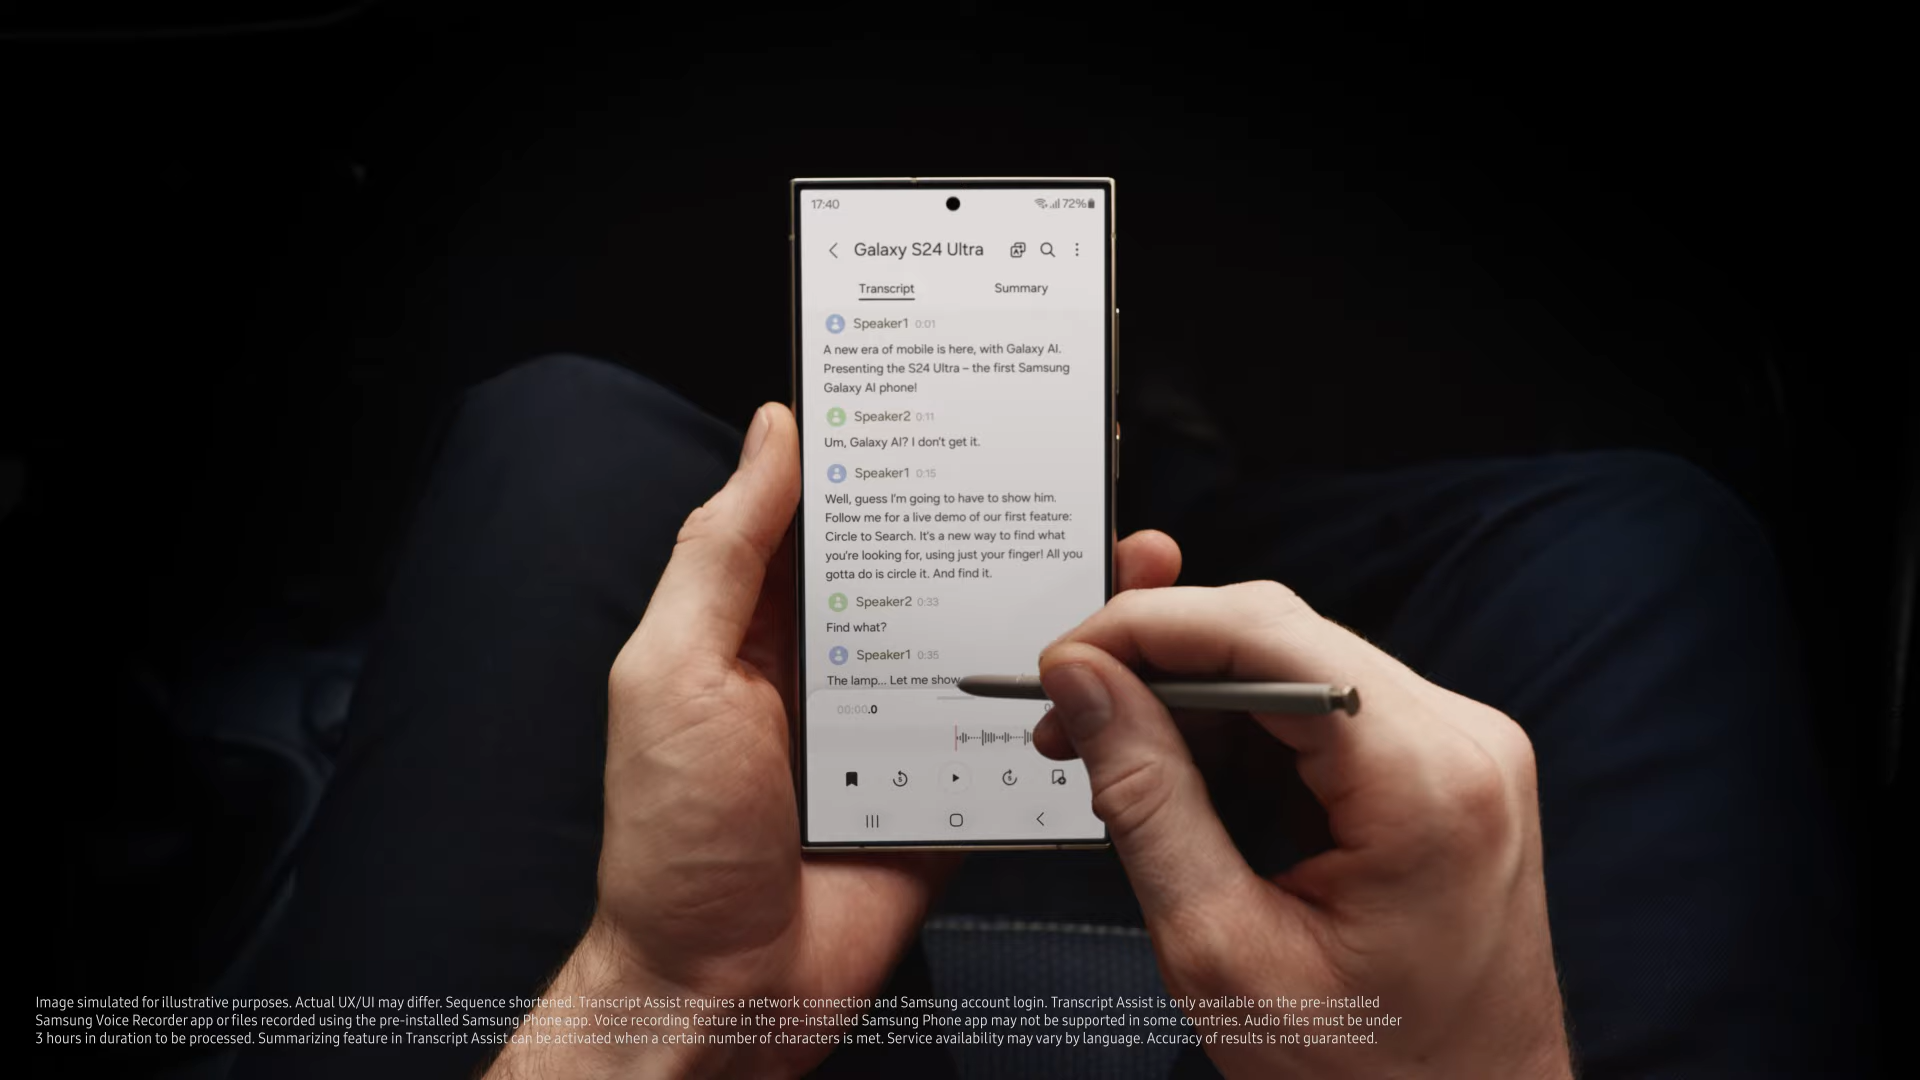 17:40
72%
Galaxy S24 Ultra
Transcript
Summary
Speaker1 0:01
A new era of mobile is here, with Galaxy AI.
Presenting the S24 Ultra – the first Samsung
Galaxy AI phone!
Speaker2 0:11
Um, Galaxy AI? I don't get it.
Speaker1 0:15
Well, guess I'm going to have to show him.
Follow me for a live demo of our first feature:
Circle to Search. It's a new way to find what
you're looking for, using just your finger! All you
gotta do is circle it. And find it.
Speaker2 0:33
Find what?
Speaker1 0:35
The lamp... Let me show
00:00.0
Image simulated for illustrative purposes. Actual UX/UI may differ. Sequence shortened. Transcript Assist requires a network connection and Samsung account login. Transcript Assist is only available on the pre-installed
Samsung Voice Recorder app or files recorded using the pre-installed Samsung Phone app. Voice recording feature in the pre-installed Samsung Phone app may not be supported in some countries. Audio files must be under
3 hours in duration to be processed. Summarizing feature in Transcript Assist can be activated when a certain number of characters is met. Service availability may vary by language. Accuracy of results is not guaranteed.